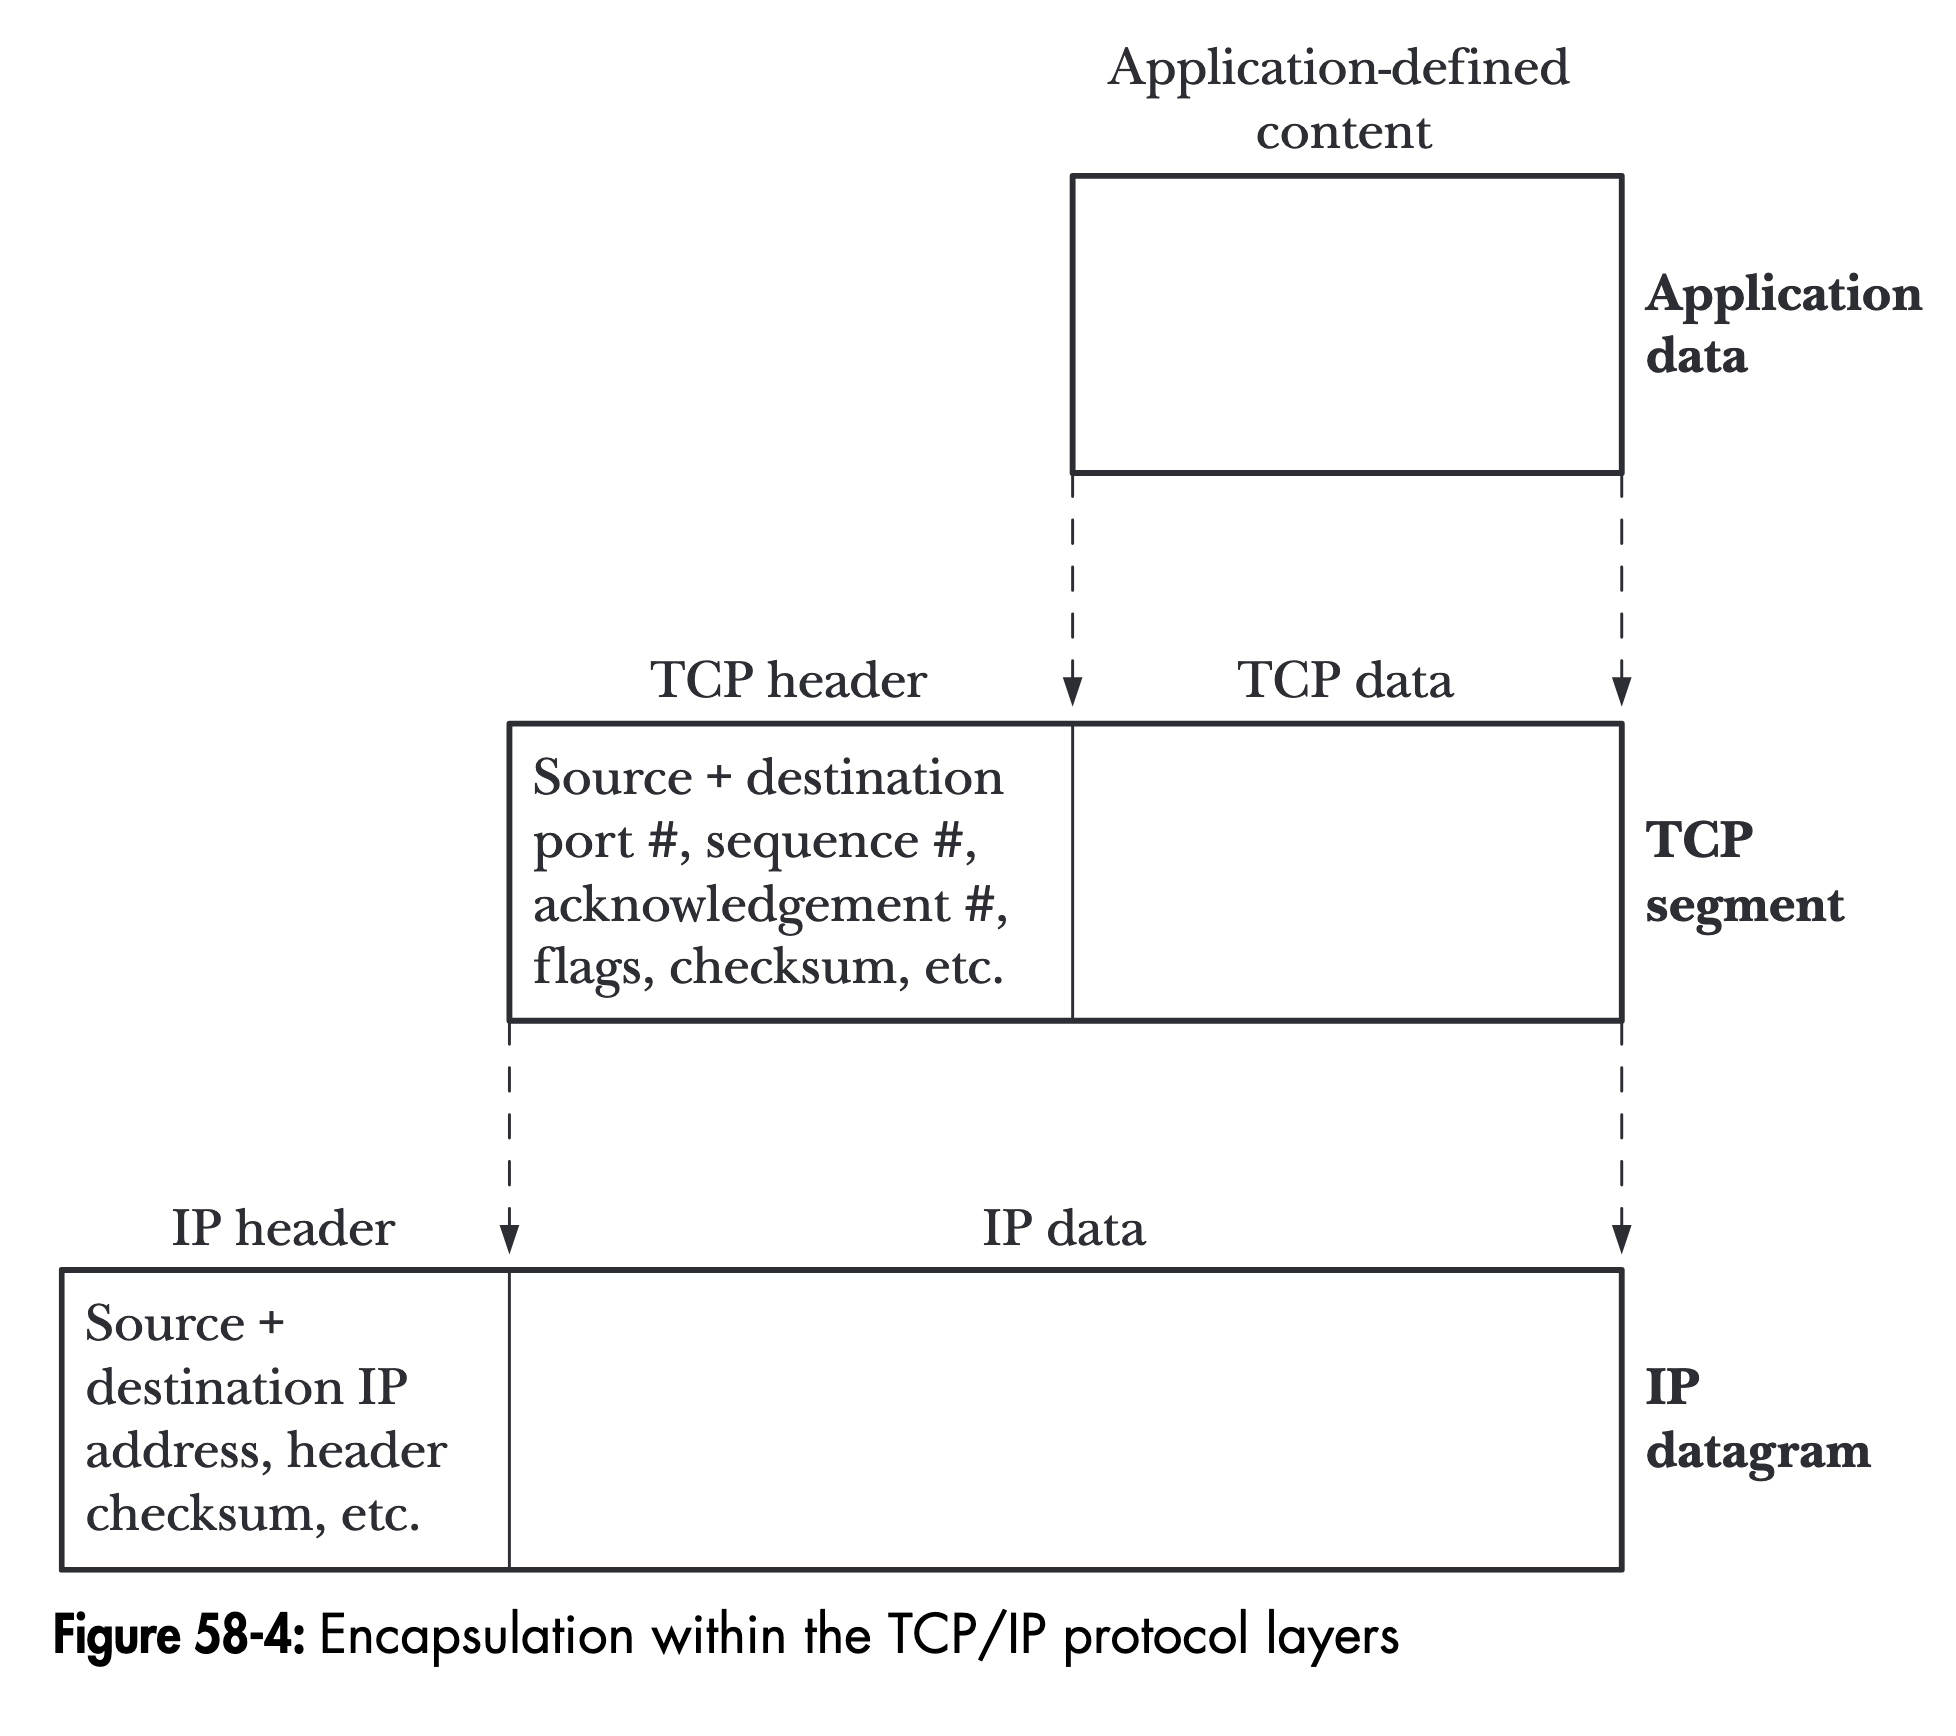 Application-defined
content
Application
data
TCP header
TCP data
Source + destination
port #, sequence #,
acknowledgement #,
flags, checksum, etc.
TCP
segment
IP header
IP data
Source +
destination IP
address, header
checksum, etc.
IP
datagram
Figure 58-4: Encapsulation within the TCP/IP protocol layers